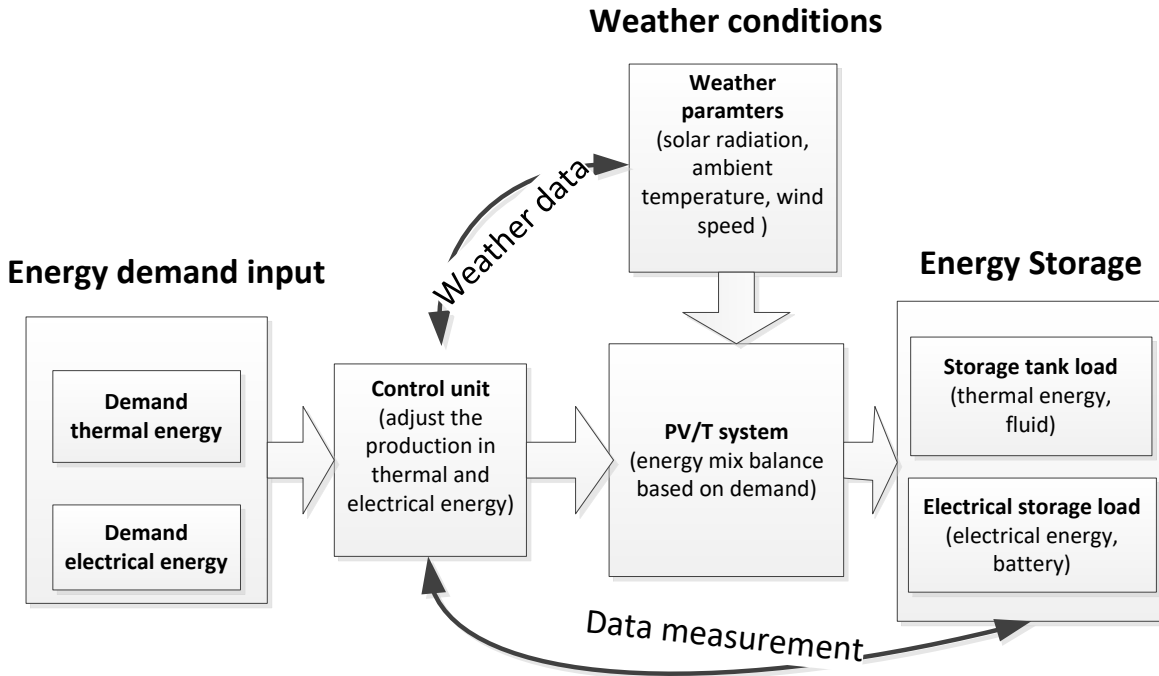 Weather conditions
Weather
paramters
(solar radiation,
ambient
temperature, wind
speed )
Weather data
Energy demand input
Energy Storage
Demand
thermal energy
Demand
electrical energy
Control unit
(adjust the
production in
thermal and
electrical energy)
PV/T system
(energy mix balance
based on demand)
Storage tank load
(thermal energy,
fluid)
Electrical storage load
(electrical energy,
battery)
Data measurement